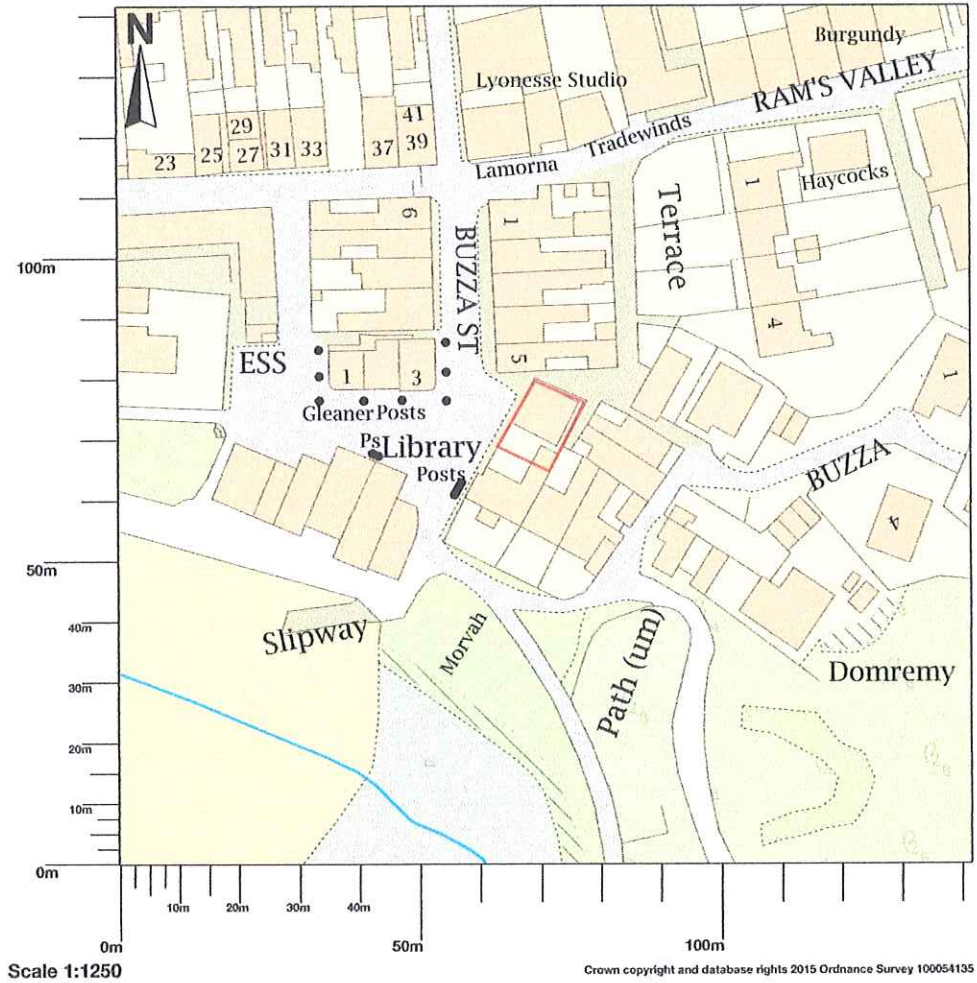 N
Burgundy
Lyonesse Studio
RAM'S VALLEY
41
29
23
25
27
31
33
37
39
Tradewinds
Lamorna
1
Haycocks
6
1
Terrace
BUZZA ST
100m
4
ESS
5
1
3
1
Gleaner Posts
Ps
Library
Posts
BUZZA
4
50m
40m
Slipway
Morvah
Path (um)
Domremy
30m
20m
10m
0m
10m
20m
30m
40m
0m
50m
100m
Scale 1:1250
Crown copyright and database rights 2015 Ordnance Survey 100054135